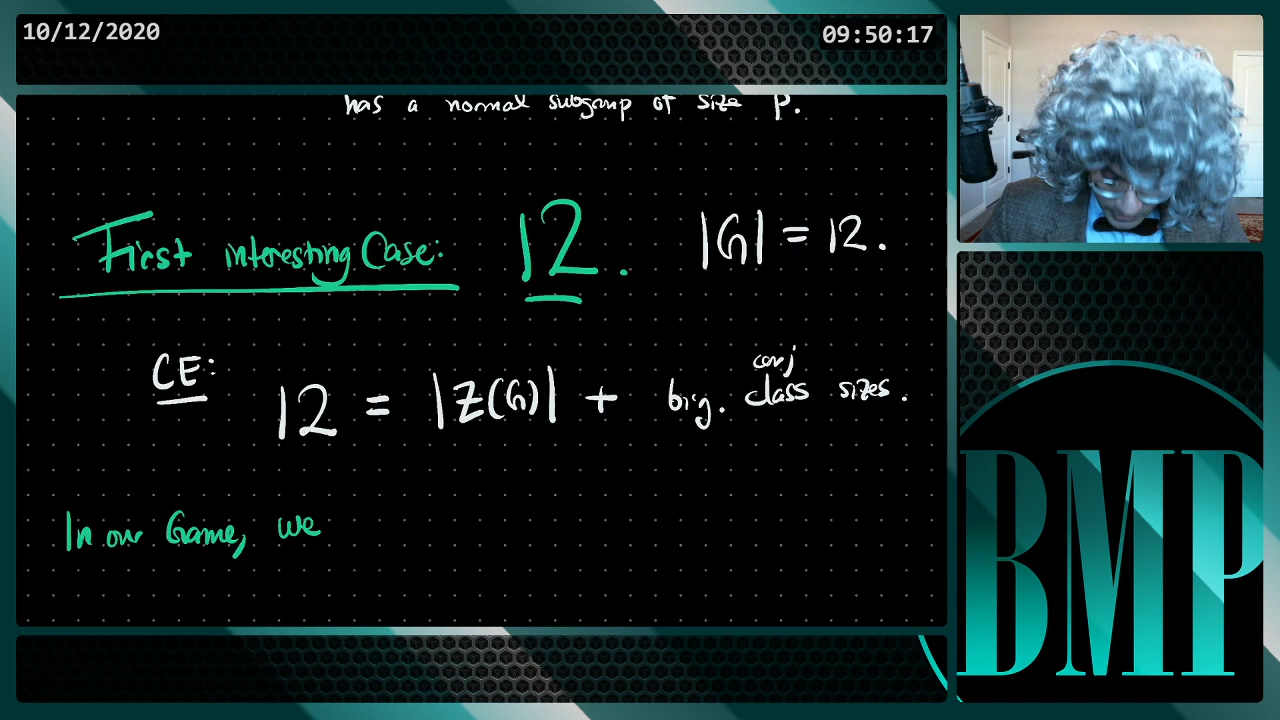 10/12/2020
09:50:17
has a normal subgroup of size p.
First interesting Case: 12. |G| = 12.
CE: 12 = |Z(G)| + big. conj class sizes.
In our Game, we
BMP